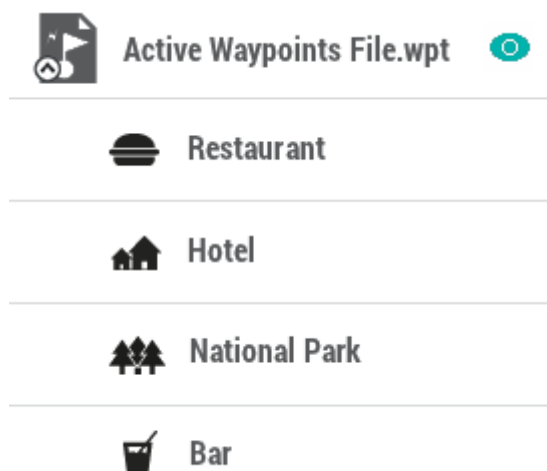 Active Waypoints File.wpt
Restaurant
Hotel
National Park
Bar